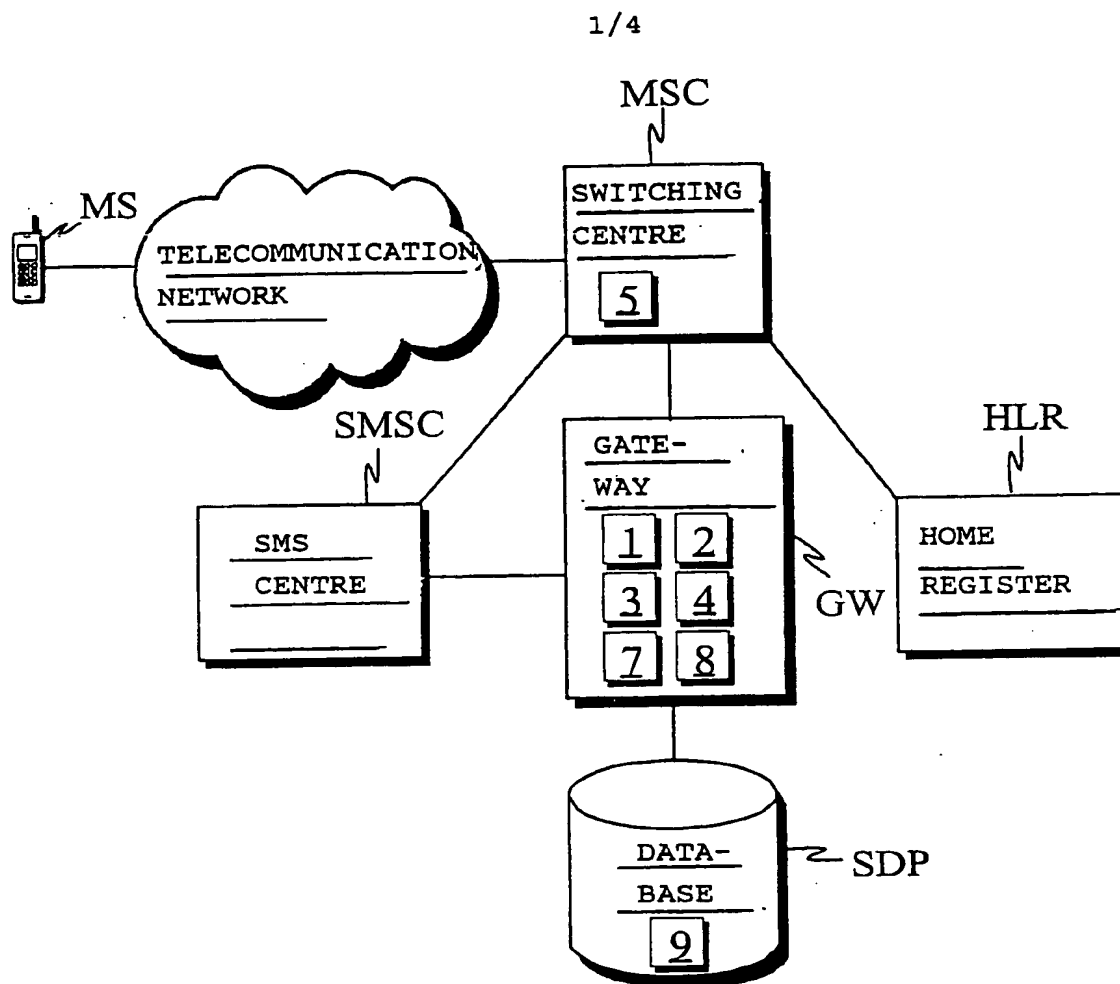 1/4
MSC
SWITCHING
CENTRE
5
MS
TELECOMMUNICATION
NETWORK
SMSC
SMS
CENTRE
GATE-
WAY
1 2
3 4
7 8
GW
HLR
HOME
REGISTER
DATA-
BASE
9
SDP